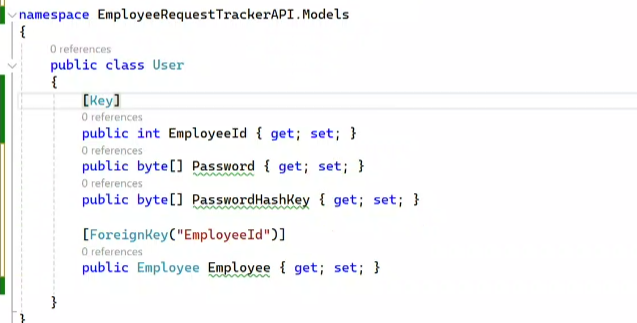 namespace EmployeeRequestTrackerAPI.Models
{
0 references
public class User
{
[Key]
0 references
public int EmployeeId { get; set; }
0 references
public byte[] Password { get; set; }
0 references
public byte[] PasswordHashKey { get; set; }
[ForeignKey("EmployeeId")]
0 references
public Employee Employee { get; set; }
}
}